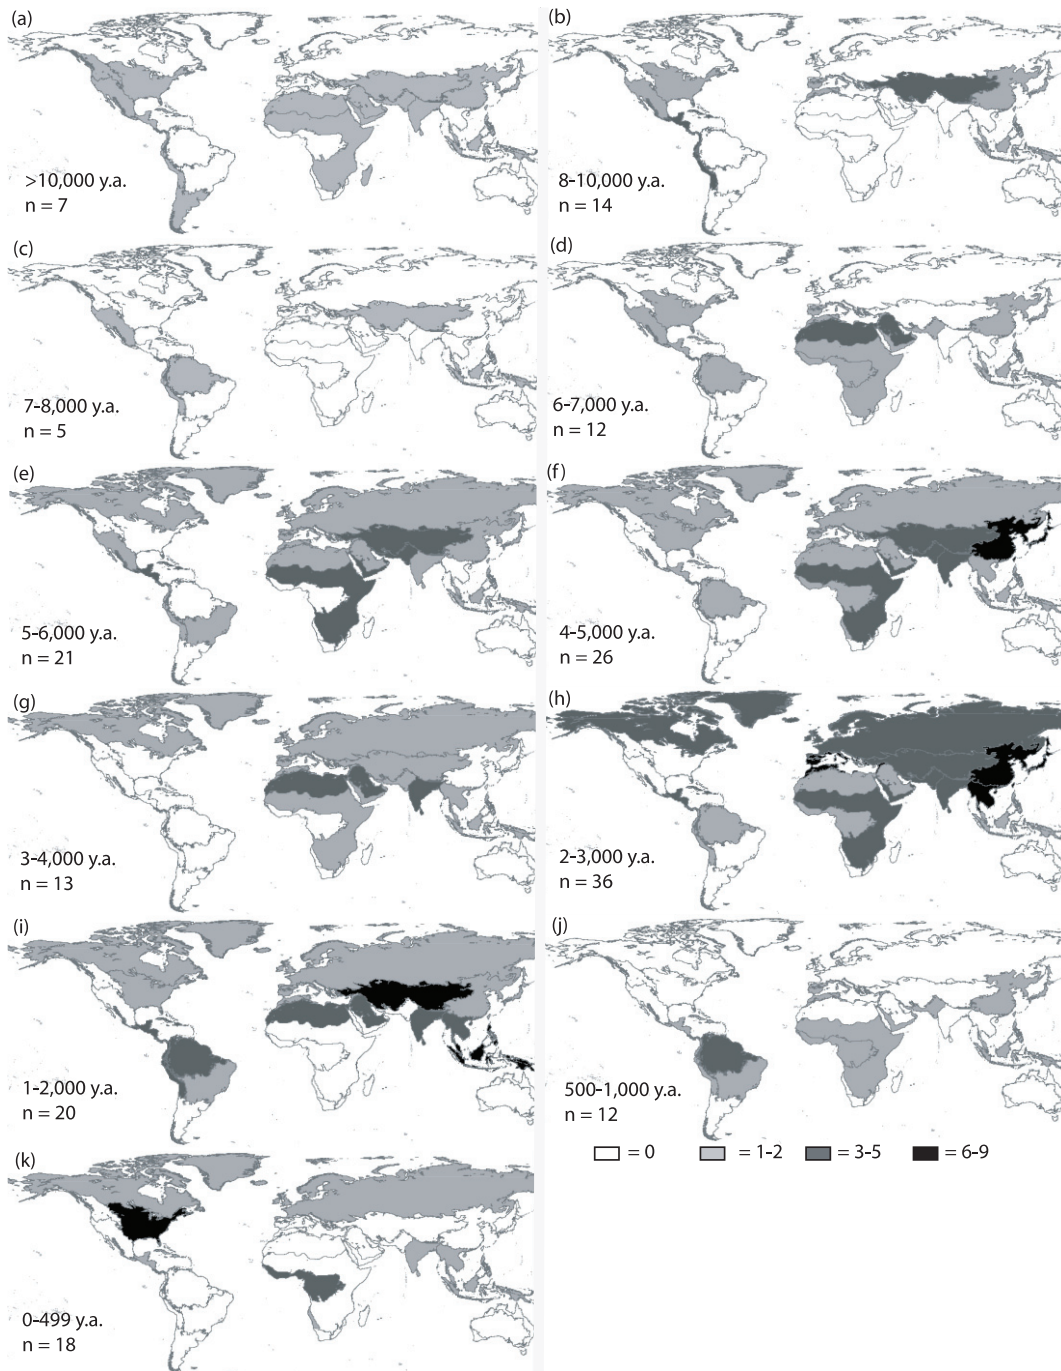 (a)
>10,000 y.a.
n = 7
(b)
8-10,000 y.a.
n = 14
(c)
7-8,000 y.a.
n = 5
(d)
6-7,000 y.a.
n = 12
(e)
5-6,000 y.a.
n = 21
(f)
4-5,000 y.a.
n = 26
(g)
3-4,000 y.a.
n = 13
(h)
2-3,000 y.a.
n = 36
(i)
1-2,000 y.a.
n = 20
(j)
500-1,000 y.a.
n = 12
= 0 = 1-2 = 3-5 = 6-9
(k)
0-499 y.a.
n = 18